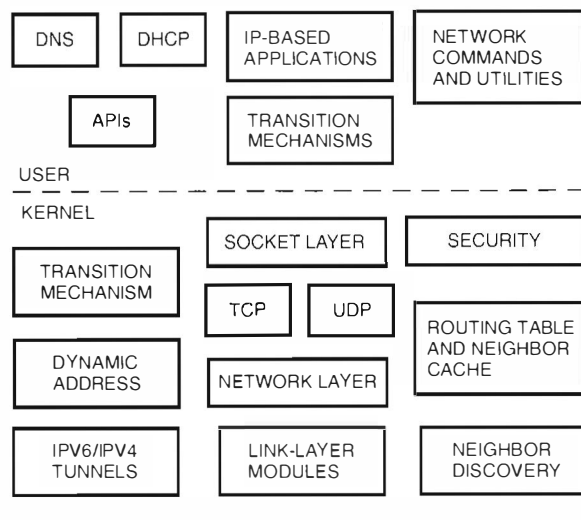 DNS
DHCP
IP-BASED
APPLICATIONS
NETWORK
COMMANDS
AND UTILITIES
APIs
TRANSITION
MECHANISMS
USER
KERNEL
SOCKET LAYER
SECURITY
TRANSITION
MECHANISM
TCP
UDP
ROUTING TABLE
AND NEIGHBOR
CACHE
DYNAMIC
ADDRESS
NETWORK LAYER
IPV6/IPV4
TUNNELS
LINK-LAYER
MODULES
NEIGHBOR
DISCOVERY